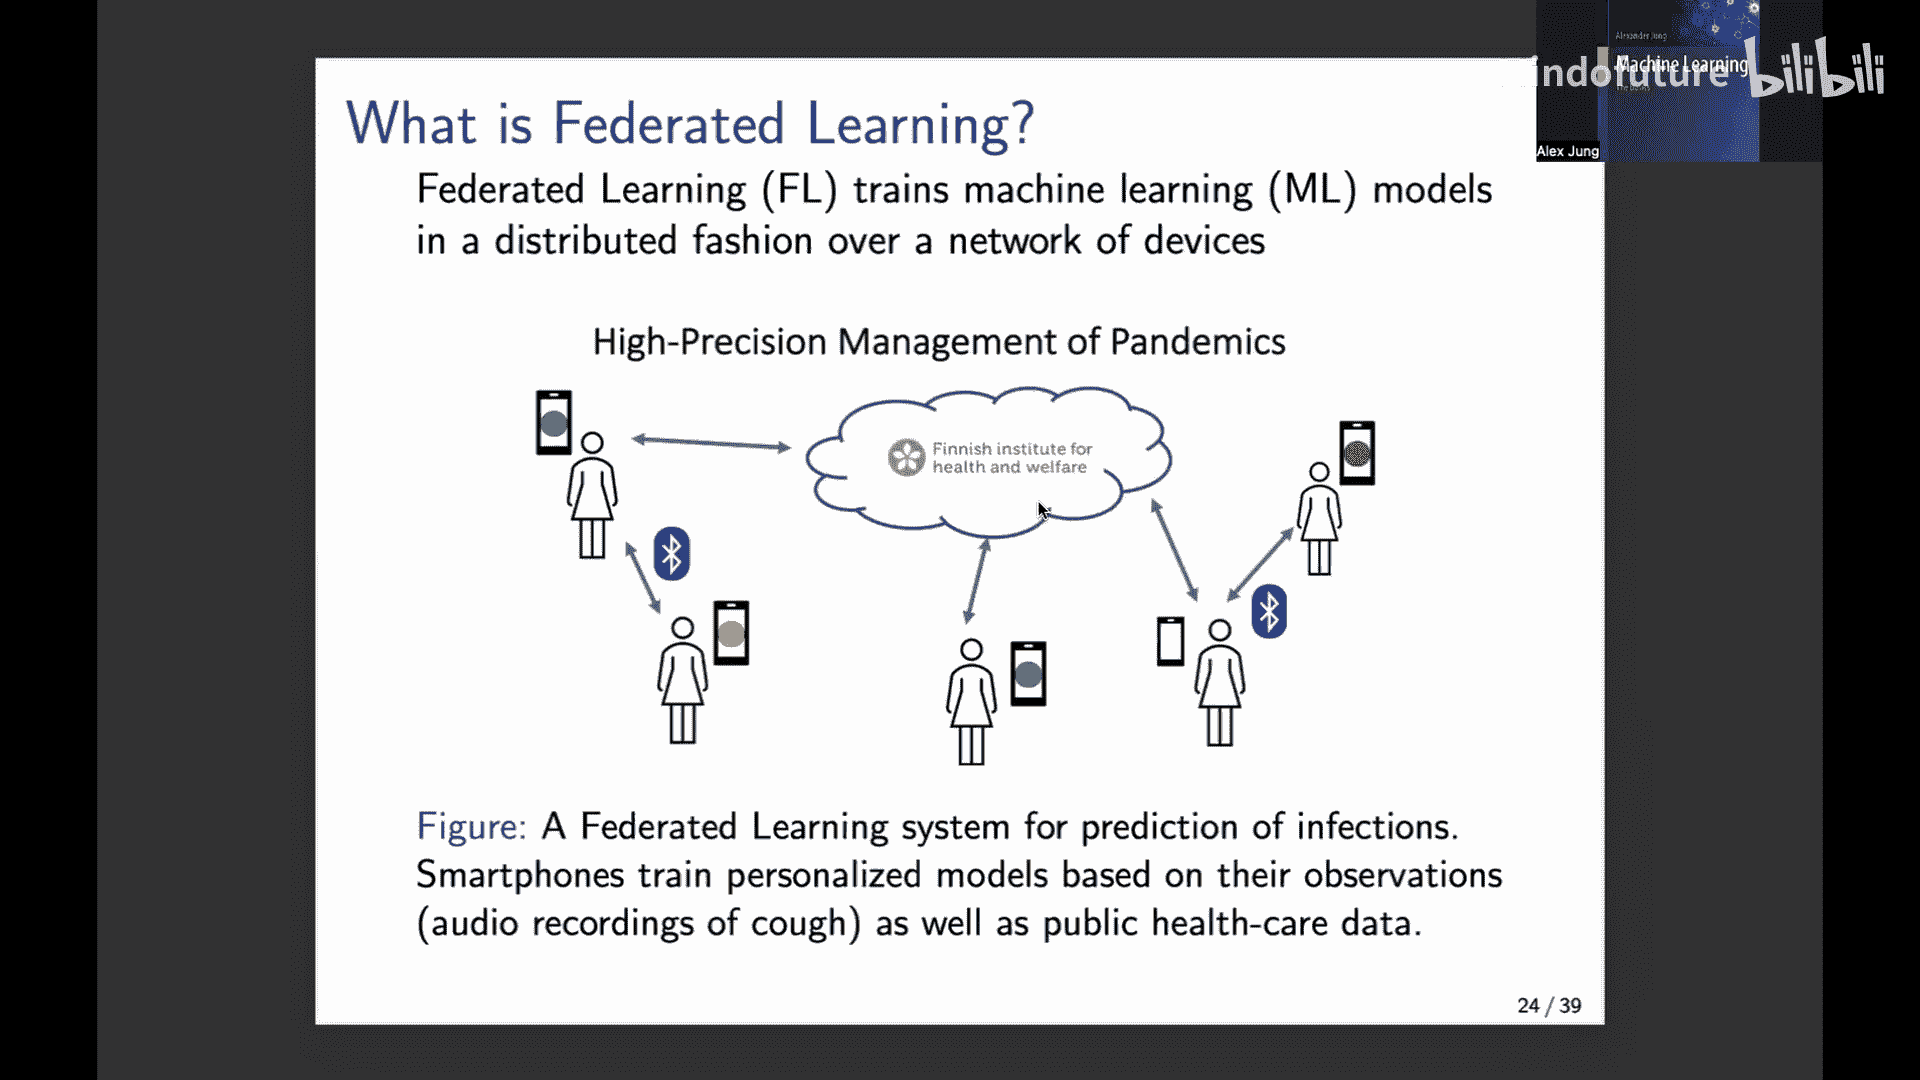 What is Federated Learning?
Federated Learning (FL) trains machine learning (ML) models
in a distributed fashion over a network of devices
High-Precision Management of Pandemics
Finnish institute for
health and welfare
Figure: A Federated Learning system for prediction of infections.
Smartphones train personalized models based on their observations
(audio recordings of cough) as well as public health-care data.
24 / 39
Alexander Jung
Machine Learning
indofuture bilibili
Alex Jung